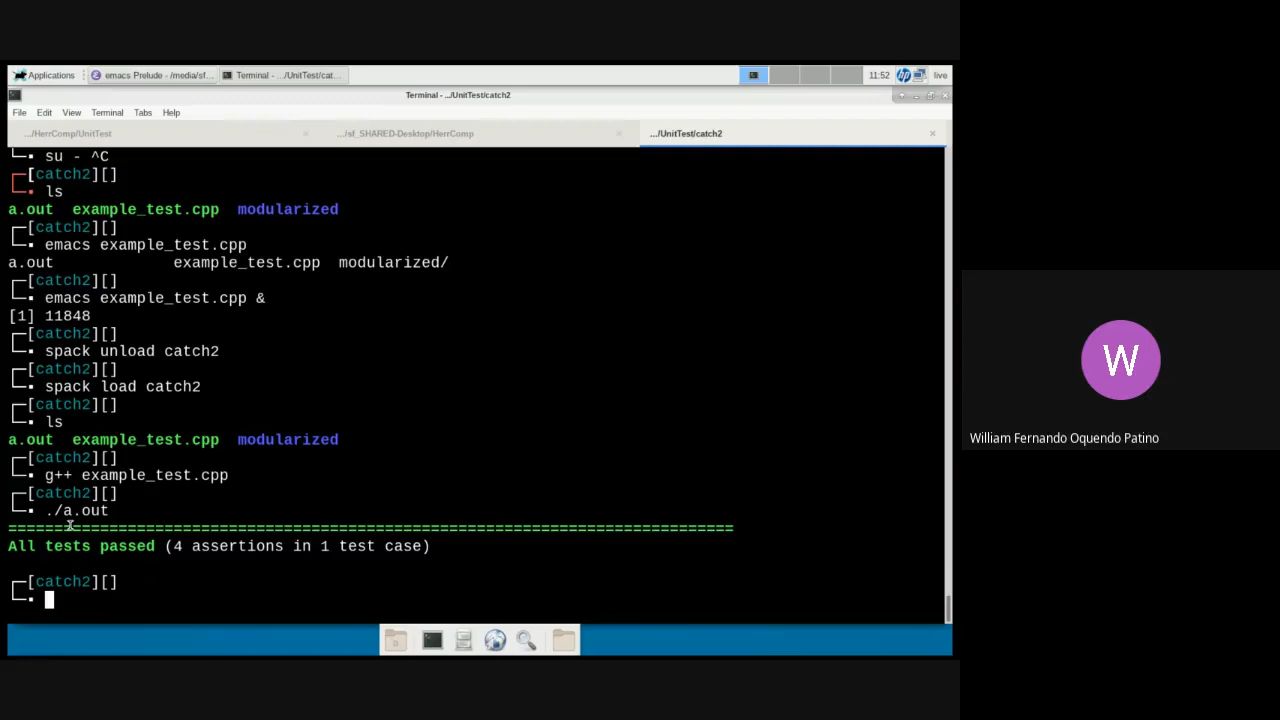 Applications
emacs Prelude - /media/sf...
Terminal - .../UnitTest/cat...
11:52
live
Terminal - .../UnitTest/catch2
File Edit View Terminal Tabs Help
.../HerrComp/UnitTest
.../sf_SHARED-Desktop/HerrComp
.../UnitTest/catch2
su - ^C
[catch2][]
ls
a.out example_test.cpp modularized
[catch2][]
emacs example_test.cpp
a.out example_test.cpp modularized/
[catch2][]
emacs example_test.cpp &
[1] 11848
[catch2][]
spack unload catch2
[catch2][]
spack load catch2
[catch2][]
ls
a.out example_test.cpp modularized
[catch2][]
g++ example_test.cpp
[catch2][]
./a.out
===============================================================================
All tests passed (4 assertions in 1 test case)
[catch2][]
W
William Fernando Oquendo Patino